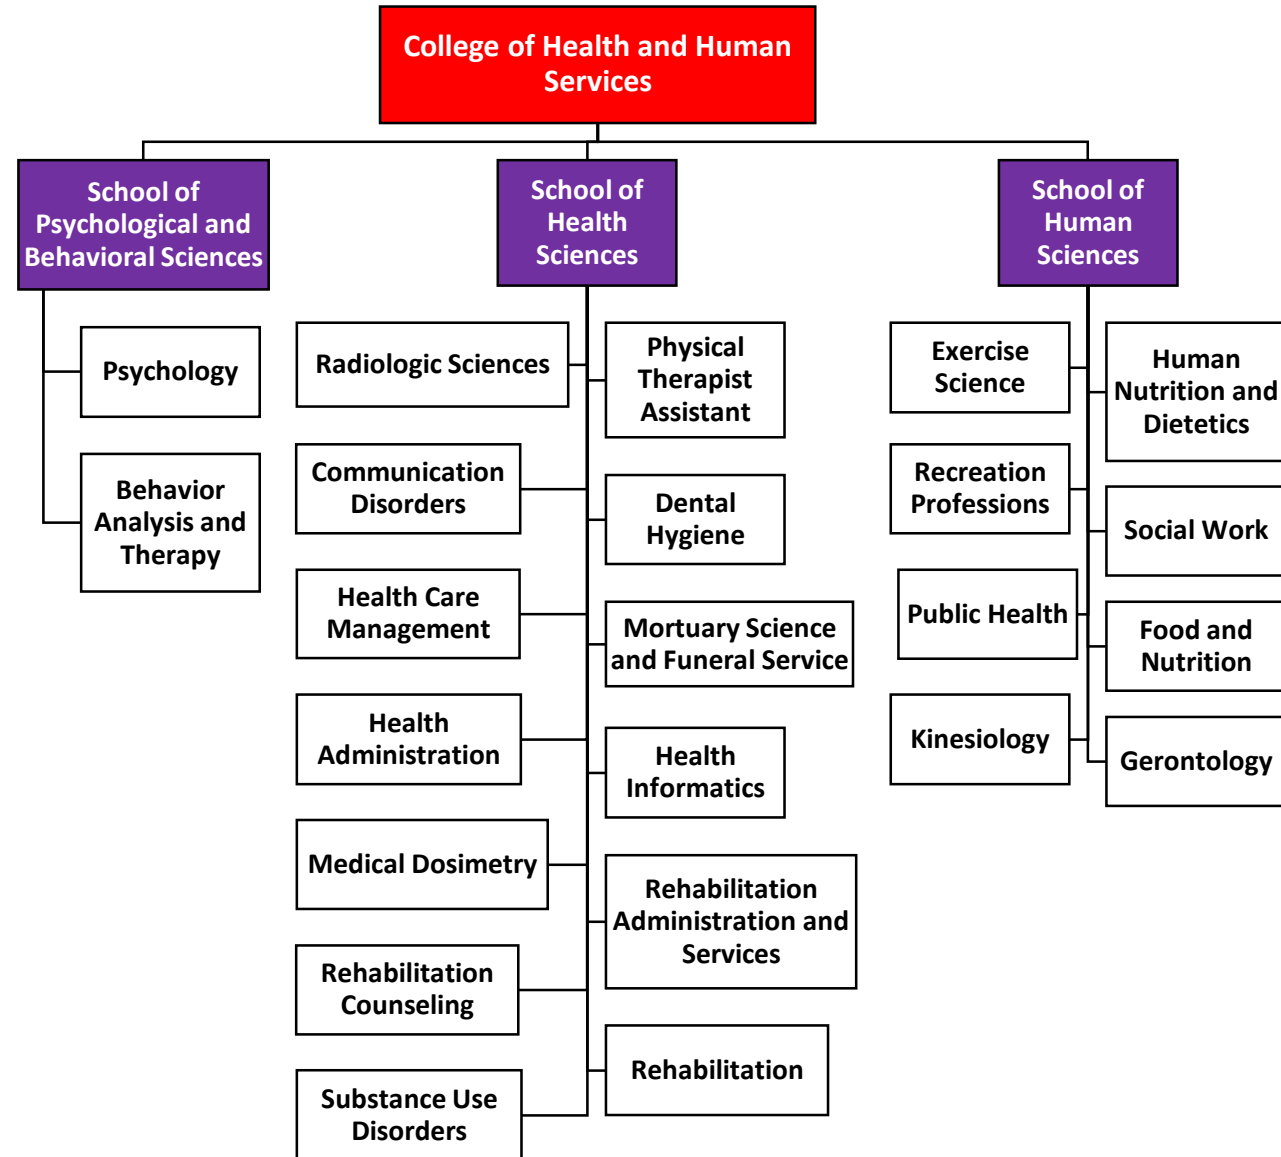 College of Health and Human
Services
School of
Psychological and
Behavioral Sciences
School of
Health
Sciences
School of
Human
Sciences
Psychology
Behavior
Analysis and
Therapy
Radiologic Sciences
Physical
Therapist
Assistant
Communication
Disorders
Dental
Hygiene
Health Care
Management
Mortuary Science
and Funeral Service
Health
Administration
Health
Informatics
Medical Dosimetry
Rehabilitation
Administration and
Services
Rehabilitation
Counseling
Rehabilitation
Substance Use
Disorders
Exercise
Science
Human
Nutrition and
Dietetics
Recreation
Professions
Social Work
Public Health
Food and
Nutrition
Kinesiology
Gerontology